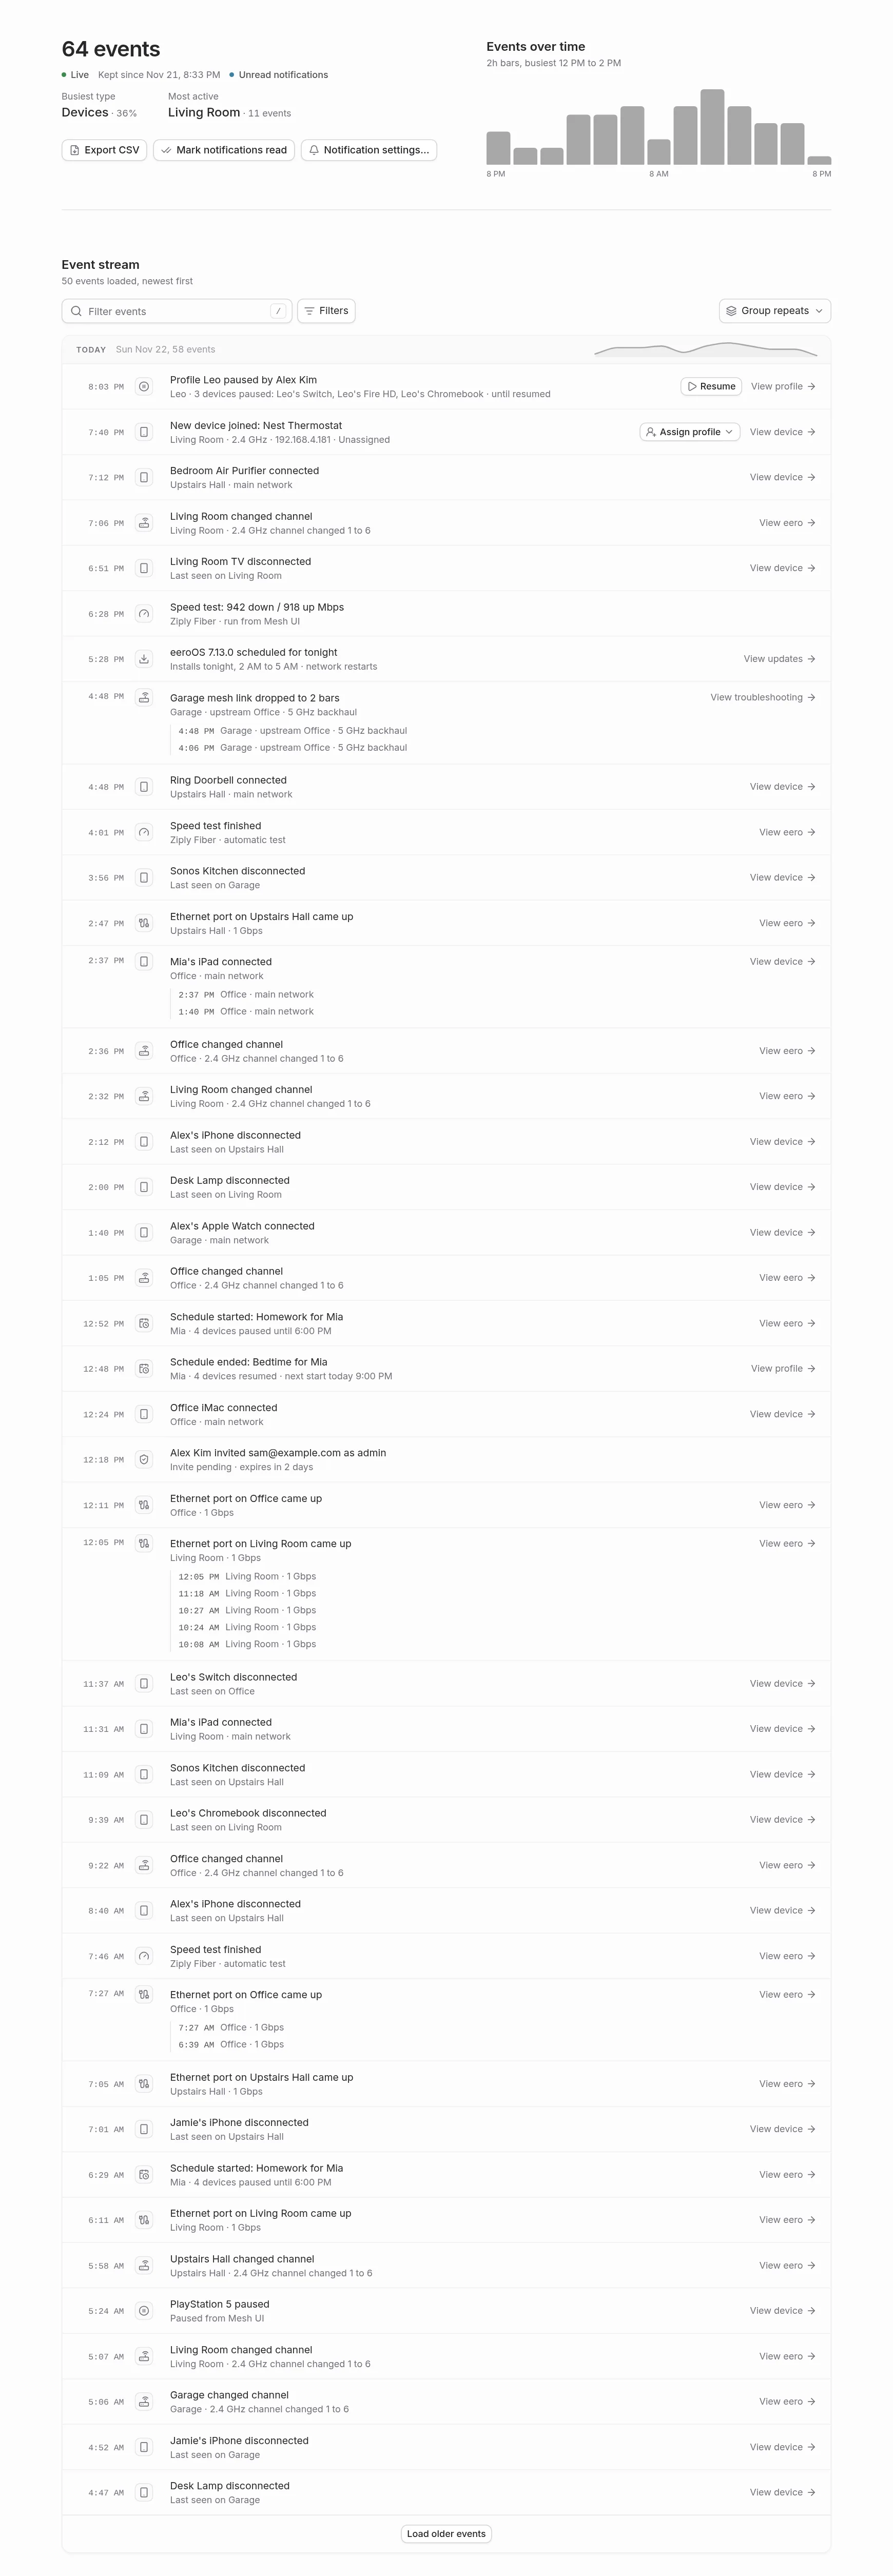 64 events
Live Kept since Nov 21, 8:33 PM Unread notifications
Busiest type Most active
Devices · 36% Living Room · 11 events
Export CSV Mark notifications read Notification settings...
Events over time
2h bars, busiest 12 PM to 2 PM
8 PM 8 AM 8 PM
Event stream
50 events loaded, newest first
Filter events / Filters Group repeats
TODAY Sun Nov 22, 58 events
8:03 PM Profile Leo paused by Alex Kim Resume View profile
Leo · 3 devices paused: Leo's Switch, Leo's Fire HD, Leo's Chromebook · until resumed
7:40 PM New device joined: Nest Thermostat Assign profile View device
Living Room · 2.4 GHz · 192.168.4.181 · Unassigned
7:12 PM Bedroom Air Purifier connected View device
Upstairs Hall · main network
7:06 PM Living Room changed channel View eero
Living Room · 2.4 GHz channel changed 1 to 6
6:51 PM Living Room TV disconnected View device
Last seen on Living Room
6:28 PM Speed test: 942 down / 918 up Mbps
Ziply Fiber · run from Mesh UI
5:28 PM eeroOS 7.13.0 scheduled for tonight View updates
Installs tonight, 2 AM to 5 AM · network restarts
4:48 PM Garage mesh link dropped to 2 bars View troubleshooting
Garage · upstream Office · 5 GHz backhaul
4:48 PM Garage · upstream Office · 5 GHz backhaul
4:06 PM Garage · upstream Office · 5 GHz backhaul
4:48 PM Ring Doorbell connected View device
Upstairs Hall · main network
4:01 PM Speed test finished View eero
Ziply Fiber · automatic test
3:56 PM Sonos Kitchen disconnected View device
Last seen on Garage
2:47 PM Ethernet port on Upstairs Hall came up View eero
Upstairs Hall · 1 Gbps
2:37 PM Mia's iPad connected View device
Office · main network
2:37 PM Office · main network
1:40 PM Office · main network
2:36 PM Office changed channel View eero
Office · 2.4 GHz channel changed 1 to 6
2:32 PM Living Room changed channel View eero
Living Room · 2.4 GHz channel changed 1 to 6
2:12 PM Alex's iPhone disconnected View device
Last seen on Upstairs Hall
2:00 PM Desk Lamp disconnected View device
Last seen on Living Room
1:40 PM Alex's Apple Watch connected View device
Garage · main network
1:05 PM Office changed channel View eero
Office · 2.4 GHz channel changed 1 to 6
12:52 PM Schedule started: Homework for Mia View eero
Mia · 4 devices paused until 6:00 PM
12:48 PM Schedule ended: Bedtime for Mia View profile
Mia · 4 devices resumed · next start today 9:00 PM
12:24 PM Office iMac connected View device
Office · main network
12:18 PM Alex Kim invited sam@example.com as admin
Invite pending · expires in 2 days
12:11 PM Ethernet port on Office came up View eero
Office · 1 Gbps
12:05 PM Ethernet port on Living Room came up View eero
Living Room · 1 Gbps
12:05 PM Living Room · 1 Gbps
11:18 AM Living Room · 1 Gbps
10:27 AM Living Room · 1 Gbps
10:24 AM Living Room · 1 Gbps
10:08 AM Living Room · 1 Gbps
11:37 AM Leo's Switch disconnected View device
Last seen on Office
11:31 AM Mia's iPad connected View device
Living Room · main network
11:09 AM Sonos Kitchen disconnected View device
Last seen on Upstairs Hall
9:39 AM Leo's Chromebook disconnected View device
Last seen on Living Room
9:22 AM Office changed channel View eero
Office · 2.4 GHz channel changed 1 to 6
8:40 AM Alex's iPhone disconnected View device
Last seen on Upstairs Hall
7:46 AM Speed test finished View eero
Ziply Fiber · automatic test
7:27 AM Ethernet port on Office came up View eero
Office · 1 Gbps
7:27 AM Office · 1 Gbps
6:39 AM Office · 1 Gbps
7:05 AM Ethernet port on Upstairs Hall came up View eero
Upstairs Hall · 1 Gbps
7:01 AM Jamie's iPhone disconnected View device
Last seen on Upstairs Hall
6:29 AM Schedule started: Homework for Mia View eero
Mia · 4 devices paused until 6:00 PM
6:11 AM Ethernet port on Living Room came up View eero
Living Room · 1 Gbps
5:58 AM Upstairs Hall changed channel View eero
Upstairs Hall · 2.4 GHz channel changed 1 to 6
5:24 AM PlayStation 5 paused View device
Paused from Mesh UI
5:07 AM Living Room changed channel View eero
Living Room · 2.4 GHz channel changed 1 to 6
5:06 AM Garage changed channel View eero
Garage · 2.4 GHz channel changed 1 to 6
4:52 AM Jamie's iPhone disconnected View device
Last seen on Garage
4:47 AM Desk Lamp disconnected View device
Last seen on Garage
Load older events